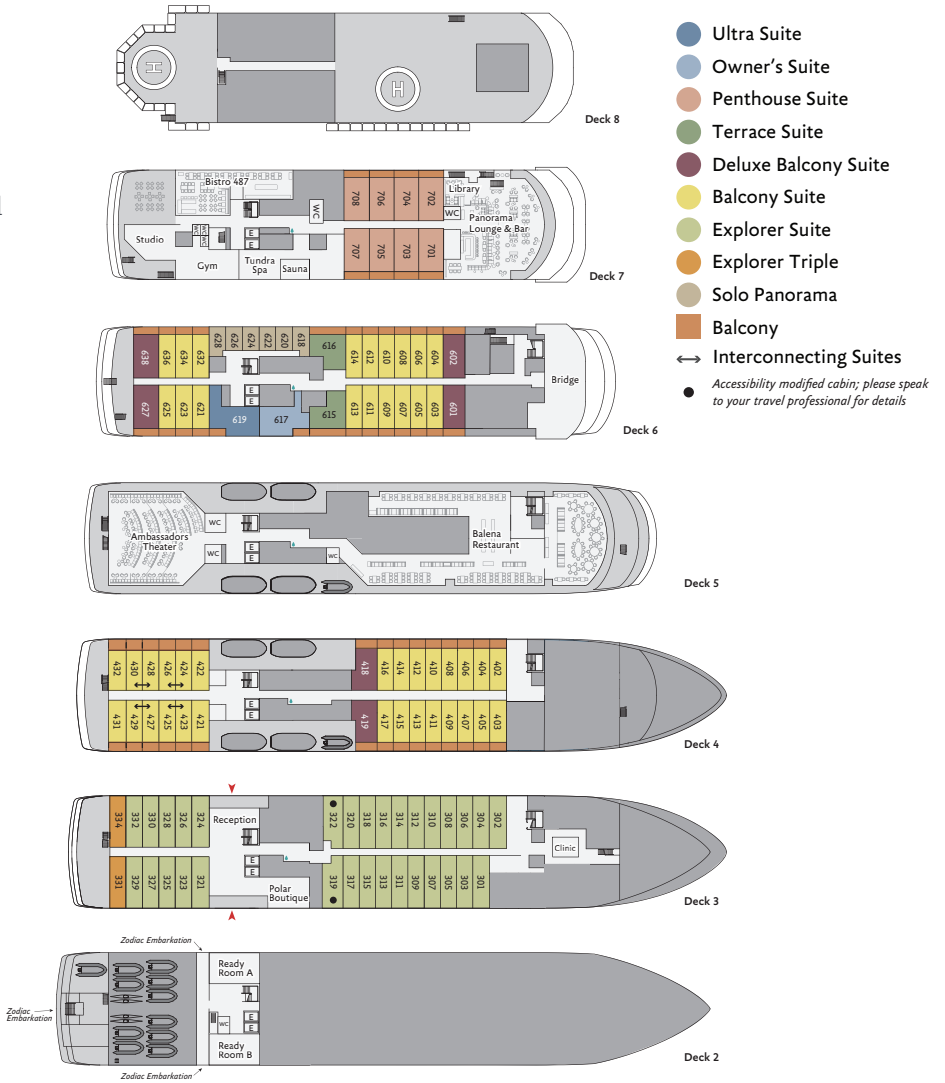 H
H
Deck 8
Ultra Suite
Owner's Suite
Penthouse Suite
Terrace Suite
Deluxe Balcony Suite
Balcony Suite
Explorer Suite
Explorer Triple
Solo Panorama
Balcony
Interconnecting Suites
Accessibility modified cabin; please speak
to your travel professional for details
Bistro 487
WC
708
706
704
702
Library
WC
Panorama
Lounge & Bar
Studio
WC
WC
WC
Gym
Tundra
Spa
E
E
Sauna
707
705
703
701
Deck 7
638
636
634
632
628
626
624
622
620
618
616
614
612
610
608
606
604
602
E
E
Bridge
627
625
623
621
619
617
615
613
611
609
607
605
603
601
Deck 6
Ambassadors
Theater
WC
WC
E
E
WC
Balena
Restaurant
Deck 5
432
430
428
426
424
422
418
416
414
412
410
408
406
404
402
E
E
431
429
427
425
423
421
419
417
415
413
411
409
407
405
403
Deck 4
334
332
330
328
326
324
Reception
322
320
318
316
314
312
310
308
306
304
302
E
E
Clinic
331
329
327
325
323
321
Polar
Boutique
319
317
315
313
311
309
307
305
303
301
Deck 3
Zodiac Embarkation
Ready
Room A
Zodiac
Embarkation
WC
E
E
Ready
Room B
Deck 2
Zodiac Embarkation